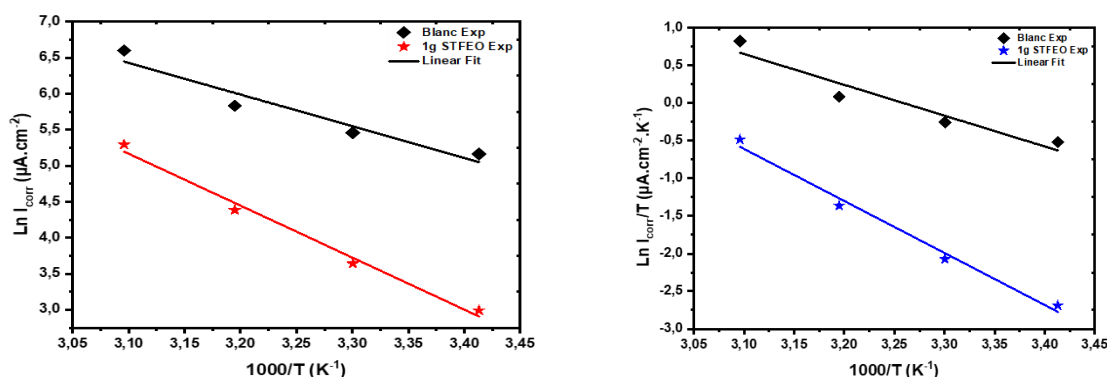 Ln I_corr (µA.cm⁻²)
7,0
6,5
6,0
5,5
5,0
4,5
4,0
3,5
3,0
3,05 3,10 3,15 3,20 3,25 3,30 3,35 3,40 3,45
1000/T (K⁻¹)
Blanc Exp
1g STFEO Exp
Linear Fit
Ln I_corr/T (µA.cm⁻².K⁻¹)
1,0
0,5
0,0
-0,5
-1,0
-1,5
-2,0
-2,5
-3,0
3,05 3,10 3,15 3,20 3,25 3,30 3,35 3,40 3,45
1000/T (K⁻¹)
Blanc Exp
1g STFEO Exp
Linear Fit